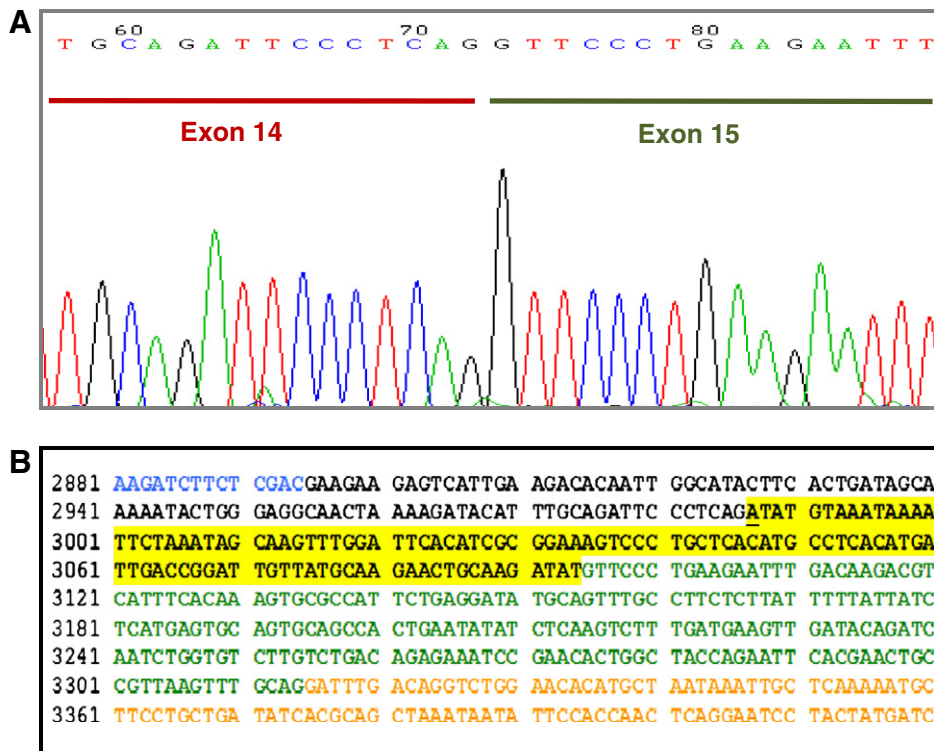 A
60 70 80
T G C A G A T T C C C T C A G G T T C C C T G A A G A A T T T
Exon 14 Exon 15
B
2881 AAGATCTTCT CGACGAAGAA GAGTCATTGA AGACACAATT GGCATACTTC ACTGATAGCA
2941 AAAATACTGG GAGGCAACTA AAAGATACAT TTGCAGATTC CCTCAGATAT GTAAATAAAA
3001 TTCTAAATAG CAAGTTTGGA TTCACATCGC GGAAAGTCCC TGCTCACATG CCTCACATGA
3061 TTGACCGGAT TGTTATGCAA GAACTGCAAG ATATGTTCCC TGAAGAATTT GACAAGACGT
3121 CATTTCACAA AGTGCGCCAT TCTGAGGATA TGCAGTTTGC CTTCTCTTAT TTTTATTATC
3181 TCATGAGTGC AGTGCAGCCA CTGAATATAT CTCAAGTCTT TGATGAAGTT GATACAGATC
3241 AATCTGGTGT CTTGTCTGAC AGAGAAATCC GAACACTGGC TACCAGAATT CACGAACTGC
3301 CGTTAAGTTT GCAGGATTTG ACAGGTCTGG AACACATGCT AATAAATTGC TCAAAAATGC
3361 TTCCTGCTGA TATCACGCAG CTAAATAATA TTCCACCAAC TCAGGAATCC TACTATGATC